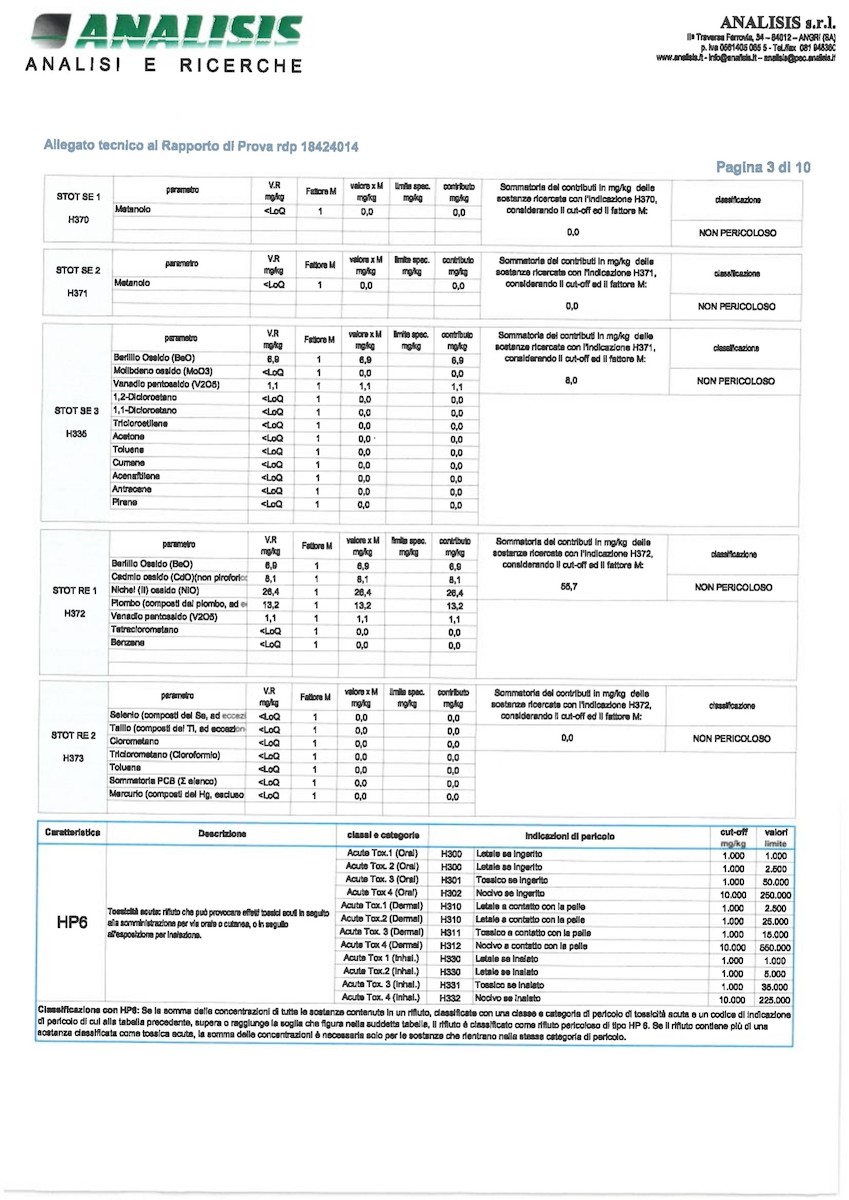 ANALISIS
ANALISI E RICERCHE
ANALISIS s.r.l.
IIª Traversa Ferrovia, 34 – 84012 – ANGRI (SA)
www.analisis.it - info@analisis.it – analisis@pec.analisis.it
Allegato tecnico al Rapporto di Prova rdp 18424014
Pagina 3 di 10
STOT SE 1
H370
parametro V.R mg/kg Fattore M valore x M mg/kg limite spec. mg/kg contributo mg/kg
Metanolo <LoQ 1 0,0 0,0
Sommatoria dei contributi in mg/kg delle
sostanze ricercate con l'indicazione H370,
considerando il cut-off ed il fattore M:
0,0
classificazione
NON PERICOLOSO
STOT SE 2
H371
parametro V.R mg/kg Fattore M valore x M mg/kg limite spec. mg/kg contributo mg/kg
Metanolo <LoQ 1 0,0 0,0
Sommatoria dei contributi in mg/kg delle
sostanze ricercate con l'indicazione H371,
considerando il cut-off ed il fattore M:
0,0
classificazione
NON PERICOLOSO
STOT SE 3
H335
parametro V.R mg/kg Fattore M valore x M mg/kg limite spec. mg/kg contributo mg/kg
Berillio Ossido (BeO) 6,9 1 6,9 6,9
Molibdeno ossido (MoO3) <LoQ 1 0,0 0,0
Vanadio pentossido (V2O5) 1,1 1 1,1 1,1
1,2-Dicloroetano <LoQ 1 0,0 0,0
1,1-Dicloroetano <LoQ 1 0,0 0,0
Tricloroetilene <LoQ 1 0,0 0,0
Acetone <LoQ 1 0,0 0,0
Toluene <LoQ 1 0,0 0,0
Cumene <LoQ 1 0,0 0,0
Acenaftilene <LoQ 1 0,0 0,0
Antracene <LoQ 1 0,0 0,0
Pirene <LoQ 1 0,0 0,0
Sommatoria dei contributi in mg/kg delle
sostanze ricercate con l'indicazione H371,
considerando il cut-off ed il fattore M:
8,0
classificazione
NON PERICOLOSO
STOT RE 1
H372
parametro V.R mg/kg Fattore M valore x M mg/kg limite spec. mg/kg contributo mg/kg
Berillio Ossido (BeO) 6,9 1 6,9 6,9
Cadmio ossido (CdO)(non piroforico 8,1 1 8,1 8,1
Nichel (II) ossido (NiO) 26,4 1 26,4 26,4
Piombo (composti del piombo, ad e 13,2 1 13,2 13,2
Vanadio pentossido (V2O5) 1,1 1 1,1 1,1
Tetraclorometano <LoQ 1 0,0 0,0
Benzene <LoQ 1 0,0 0,0
Sommatoria dei contributi in mg/kg delle
sostanze ricercate con l'indicazione H372,
considerando il cut-off ed il fattore M:
55,7
classificazione
NON PERICOLOSO
STOT RE 2
H373
parametro V.R mg/kg Fattore M valore x M mg/kg limite spec. mg/kg contributo mg/kg
Selenio (composti del Se, ad eccezi <LoQ 1 0,0 0,0
Tallio (composti del Tl, ad eccezion <LoQ 1 0,0 0,0
Clorometano <LoQ 1 0,0 0,0
Triclorometano (Cloroformio) <LoQ 1 0,0 0,0
Toluene <LoQ 1 0,0 0,0
Sommatoria PCB (Σ elenco) <LoQ 1 0,0 0,0
Mercurio (composti del Hg, escluso <LoQ 1 0,0 0,0
Sommatoria dei contributi in mg/kg delle
sostanze ricercate con l'indicazione H372,
considerando il cut-off ed il fattore M:
0,0
classificazione
NON PERICOLOSO
Caratteristica Descrizione classi e categorie Indicazioni di pericolo cut-off mg/kg valori limite
HP6
Tossicità acuta: rifiuto che può provocare effetti tossici acuti in seguito
alla somministrazione per via orale o cutanea, o in seguito
all'esposizione per inalazione.
Acute Tox.1 (Oral) H300 Letale se ingerito 1.000 1.000
Acute Tox. 2 (Oral) H300 Letale se ingerito 1.000 2.500
Acute Tox. 3 (Oral) H301 Tossico se ingerito 1.000 50.000
Acute Tox 4 (Oral) H302 Nocivo se ingerito 10.000 250.000
Acute Tox.1 (Dermal) H310 Letale a contatto con la pelle 1.000 2.500
Acute Tox.2 (Dermal) H310 Letale a contatto con la pelle 1.000 25.000
Acute Tox. 3 (Dermal) H311 Tossico a contatto con la pelle 1.000 15.000
Acute Tox 4 (Dermal) H312 Nocivo a contatto con la pelle 10.000 550.000
Acute Tox 1 (Inhal.) H330 Letale se inalato 1.000 1.000
Acute Tox.2 (Inhal.) H330 Letale se inalato 1.000 5.000
Acute Tox. 3 (Inhal.) H331 Tossico se inalato 1.000 35.000
Acute Tox. 4 (Inhal.) H332 Nocivo se inalato 10.000 225.000
Classificazione con HP6: Se la somma delle concentrazioni di tutte le sostanze contenute in un rifiuto, classificate con una classe e categoria di pericolo di tossicità acuta e un codice di indicazione
di pericolo di cui alla tabella precedente, supera o raggiunge la soglia che figura nella suddetta tabella, il rifiuto è classificato come rifiuto pericoloso di tipo HP 6. Se il rifiuto contiene più di una
sostanza classificata come tossica acuta, la somma delle concentrazioni è necessaria solo per le sostanze che rientrano nella stessa categoria di pericolo.